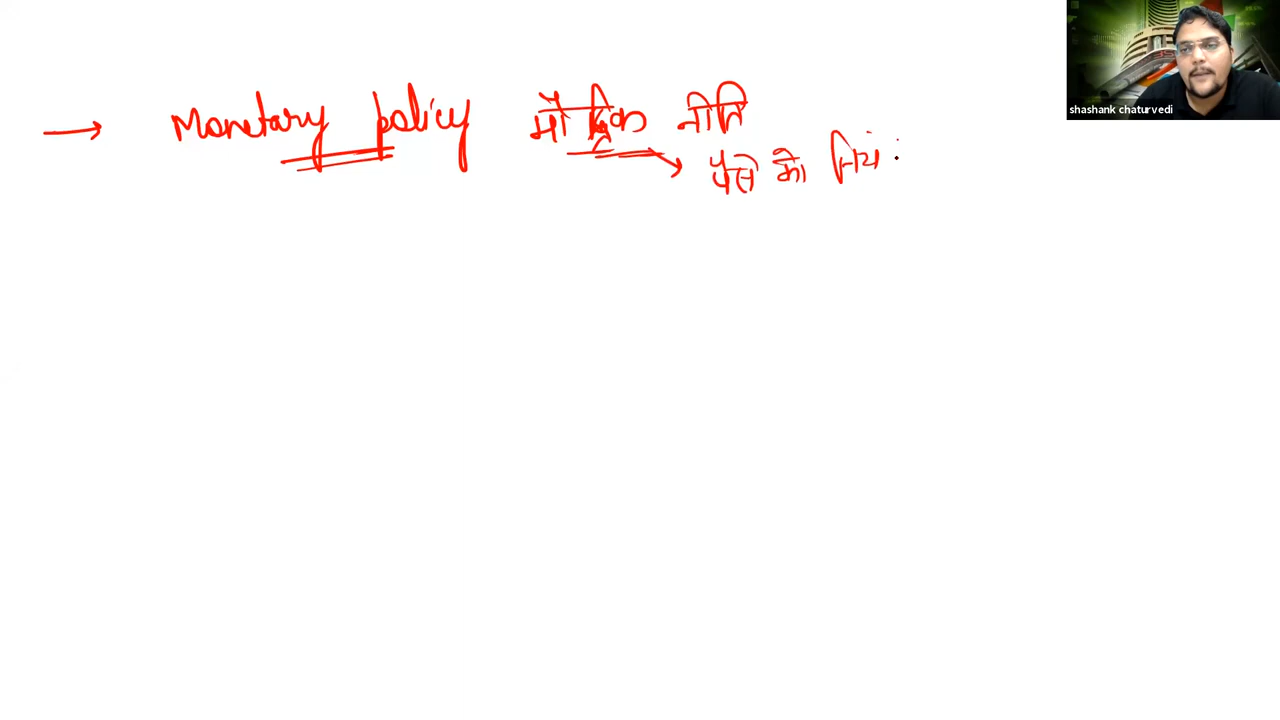 shashank chaturvedi
→ Monetary policy मौद्रिक नीति
→ पैसे को नियं